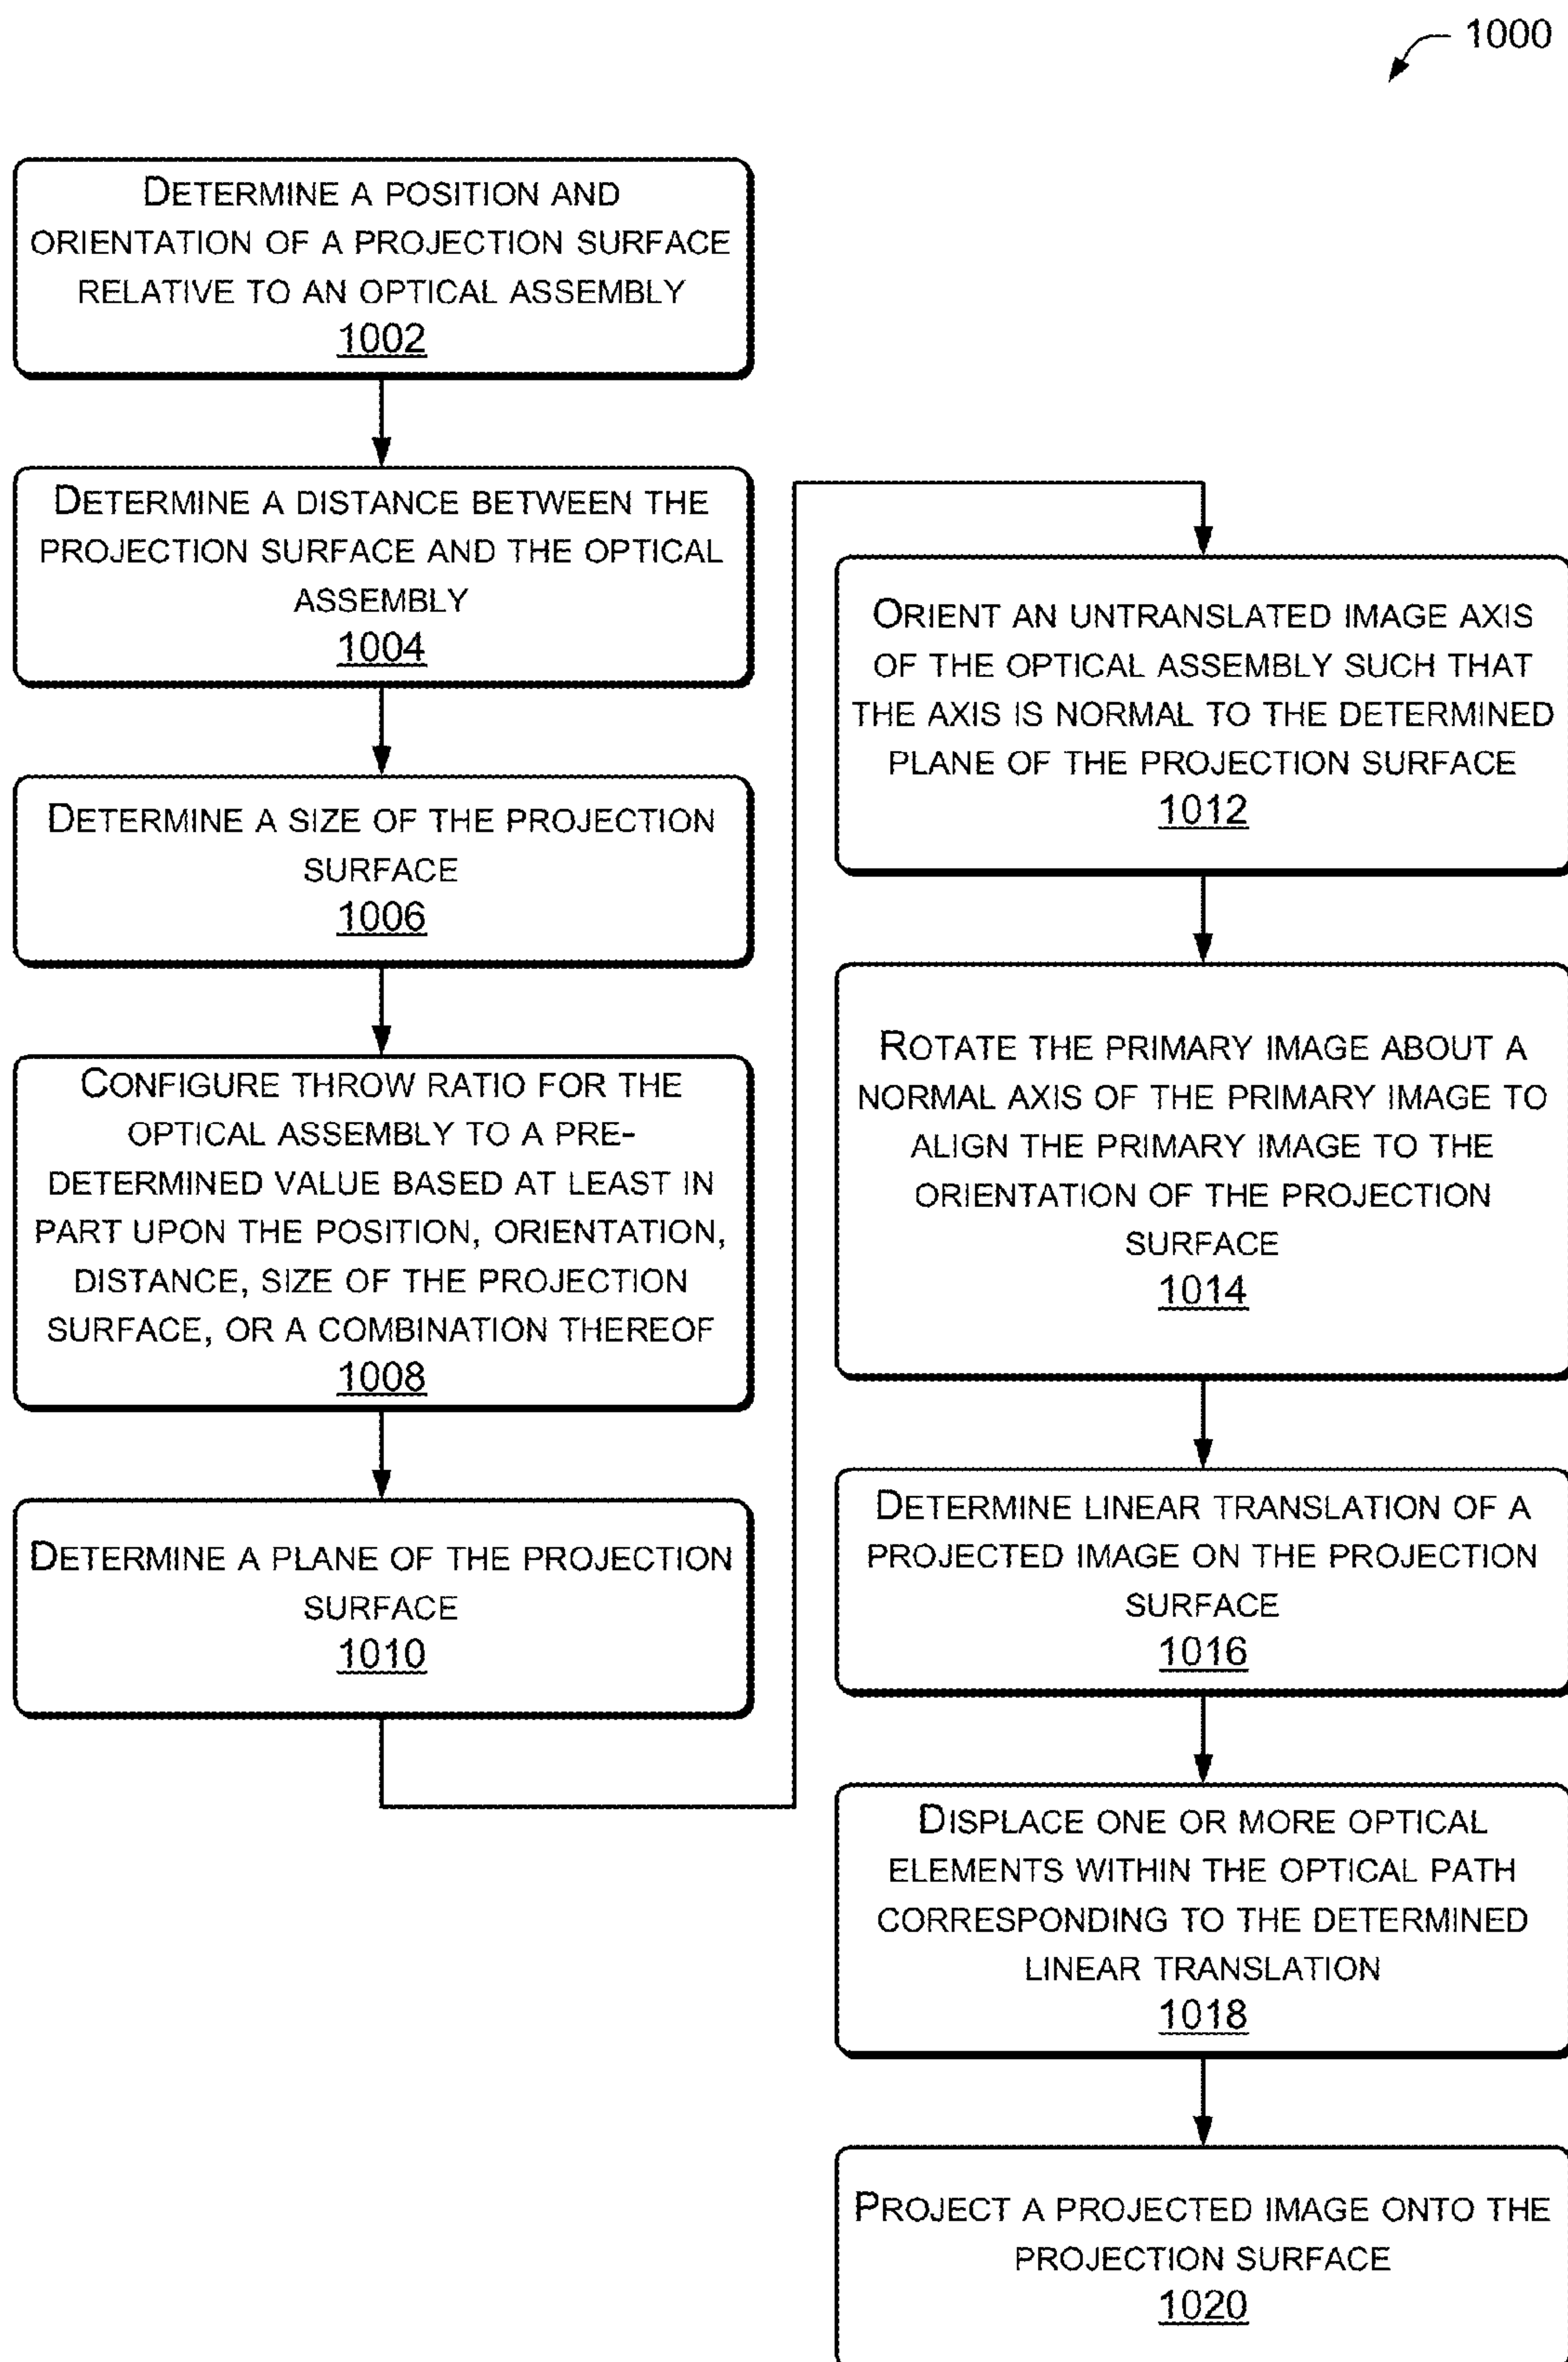 1000
DETERMINE A POSITION AND
ORIENTATION OF A PROJECTION SURFACE
RELATIVE TO AN OPTICAL ASSEMBLY
1002
DETERMINE A DISTANCE BETWEEN THE
PROJECTION SURFACE AND THE OPTICAL
ASSEMBLY
1004
DETERMINE A SIZE OF THE PROJECTION
SURFACE
1006
CONFIGURE THROW RATIO FOR THE
OPTICAL ASSEMBLY TO A PRE-
DETERMINED VALUE BASED AT LEAST IN
PART UPON THE POSITION, ORIENTATION,
DISTANCE, SIZE OF THE PROJECTION
SURFACE, OR A COMBINATION THEREOF
1008
DETERMINE A PLANE OF THE PROJECTION
SURFACE
1010
ORIENT AN UNTRANSLATED IMAGE AXIS
OF THE OPTICAL ASSEMBLY SUCH THAT
THE AXIS IS NORMAL TO THE DETERMINED
PLANE OF THE PROJECTION SURFACE
1012
ROTATE THE PRIMARY IMAGE ABOUT A
NORMAL AXIS OF THE PRIMARY IMAGE TO
ALIGN THE PRIMARY IMAGE TO THE
ORIENTATION OF THE PROJECTION
SURFACE
1014
DETERMINE LINEAR TRANSLATION OF A
PROJECTED IMAGE ON THE PROJECTION
SURFACE
1016
DISPLACE ONE OR MORE OPTICAL
ELEMENTS WITHIN THE OPTICAL PATH
CORRESPONDING TO THE DETERMINED
LINEAR TRANSLATION
1018
PROJECT A PROJECTED IMAGE ONTO THE
PROJECTION SURFACE
1020